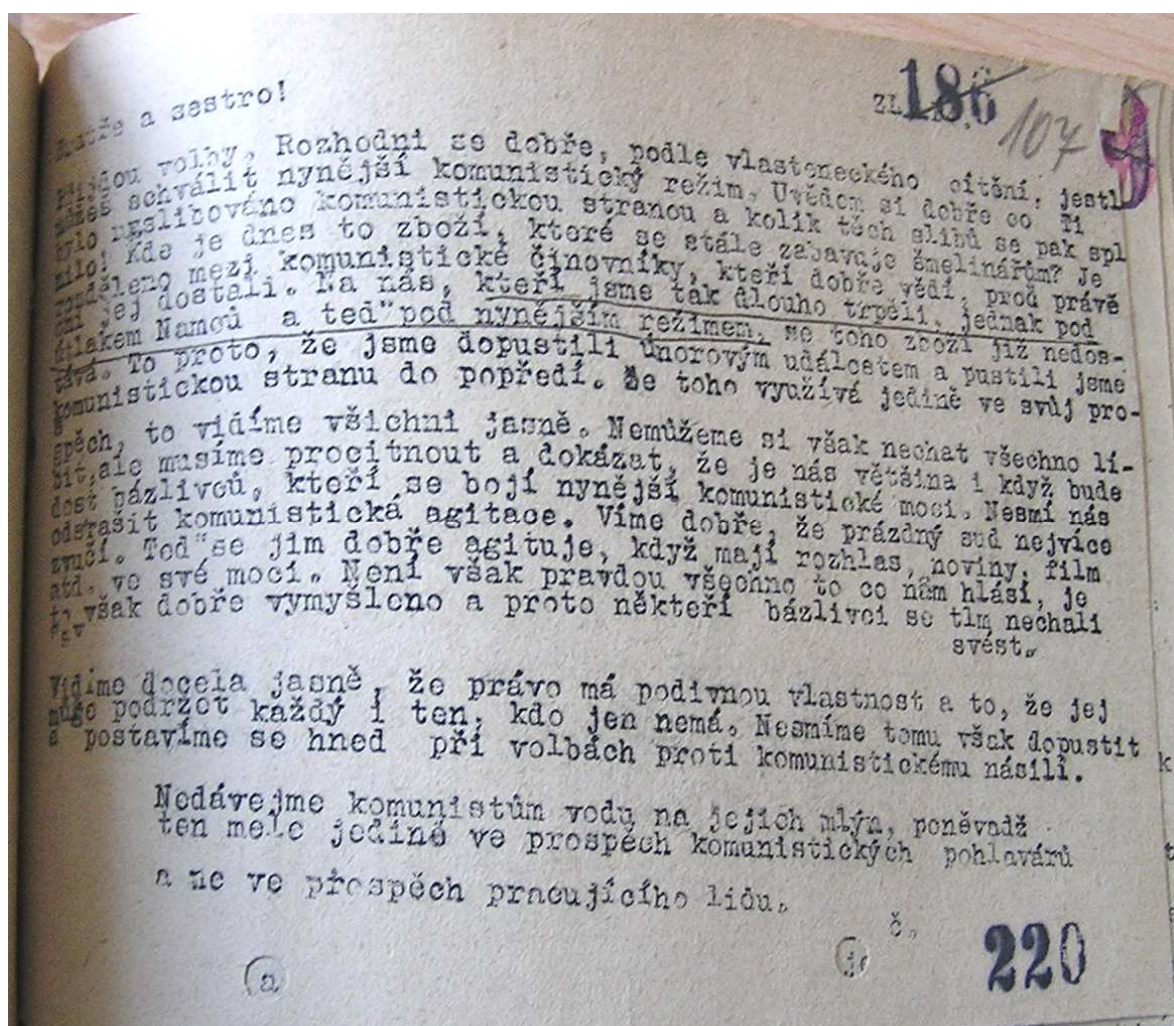 a sestro!
ZL 186
107
volby. Rozhodni se dobře, podle vlasteneckého cítění, jestl
schválit nynější komunistický režim. Uvědom si dobře co Ti
bylo naslibováno komunistickou stranou a kolik těch slibů se pak spl
nilo! Kde je dnes to zboží, které se stále zabavuje šmelinářům? Je
rozděleno mezi komunistické činovníky, kteří dobře vědí, proč právě
oni jej dostali. Na nás, kteří jsme tak dlouho trpěli, jednak pod
útlakem Němců a teď" pod nynějším režimem, se toho zboží již nedos-
tává. To proto, že jsme dopustili únorovým událostem a pustili jsme
komunistickou stranu do popředí. Že toho využívá jedině ve svůj pro-
spěch, to vidíme všichni jasně. Nemůžeme si však nechat všechno lí-
bit, ale musíme procitnout a dokázat, že je nás většina i když bude
dost bázlivců, kteří se bojí nynější komunistické moci. Nesmí nás
odstrašit komunistická agitace. Víme dobře, že prázdný sud nejvíce
zvučí. Teď" se jim dobře agituje, když mají rozhlas, noviny, film
atd. ve své moci. Není však pravdou všechno to co nám hlásí, je
to však dobře vymyšleno a proto někteří bázlivci se tím nechali
svést.
Vidíme docela jasně, že právo má podivnou vlastnost a to, že jej
může podržet každý i ten, kdo jen nemá. Nesmíme tomu však dopustit
a postavíme se hned při volbách proti komunistickému násilí.
Nedávejme komunistům vodu na jejich mlýn, poněvadž
ten mele jedině ve prospěch komunistických pohlavárů
a ne ve prospěch pracujícího lidu.
č.
220
a